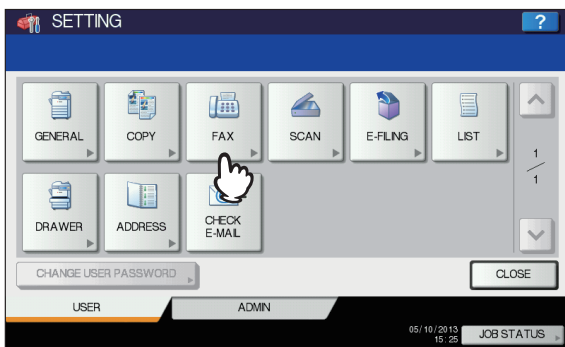 SETTING
?
GENERAL
COPY
FAX
SCAN
E-FILING
LIST
1
1
DRAWER
ADDRESS
CHECK
E-MAIL
CHANGE USER PASSWORD
CLOSE
USER
ADMIN
05/10/2013
15:25
JOB STATUS